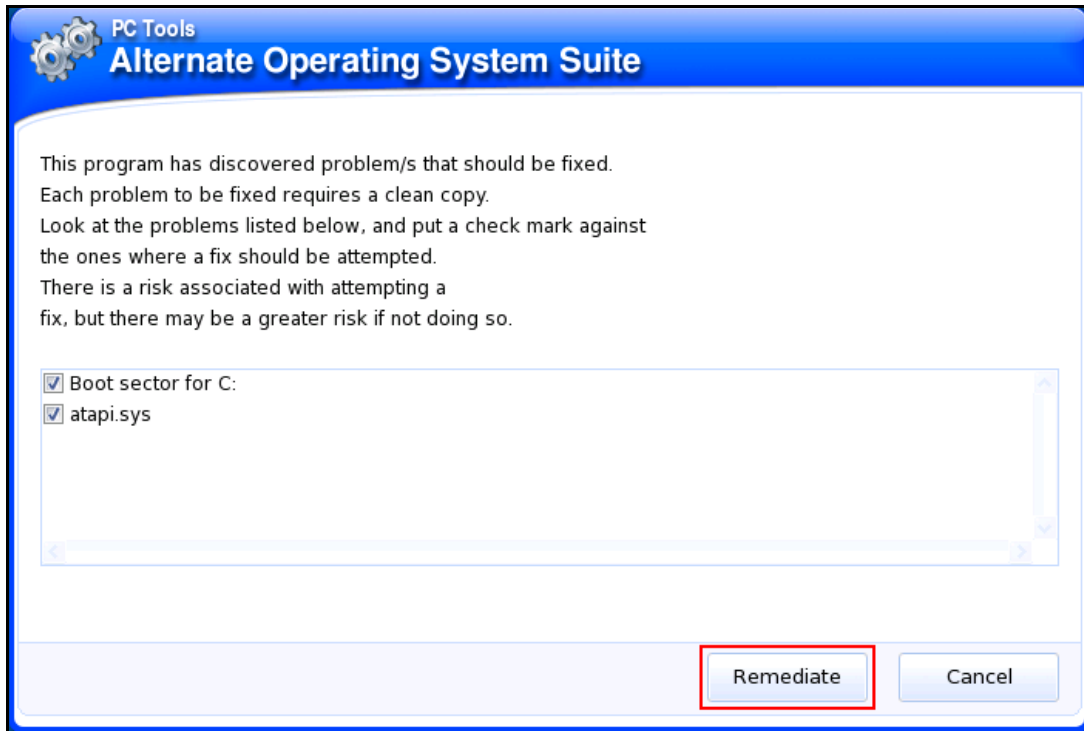 PC Tools
Alternate Operating System Suite
This program has discovered problem/s that should be fixed.
Each problem to be fixed requires a clean copy.
Look at the problems listed below, and put a check mark against
the ones where a fix should be attempted.
There is a risk associated with attempting a
fix, but there may be a greater risk if not doing so.
Boot sector for C:
atapi.sys
Remediate
Cancel